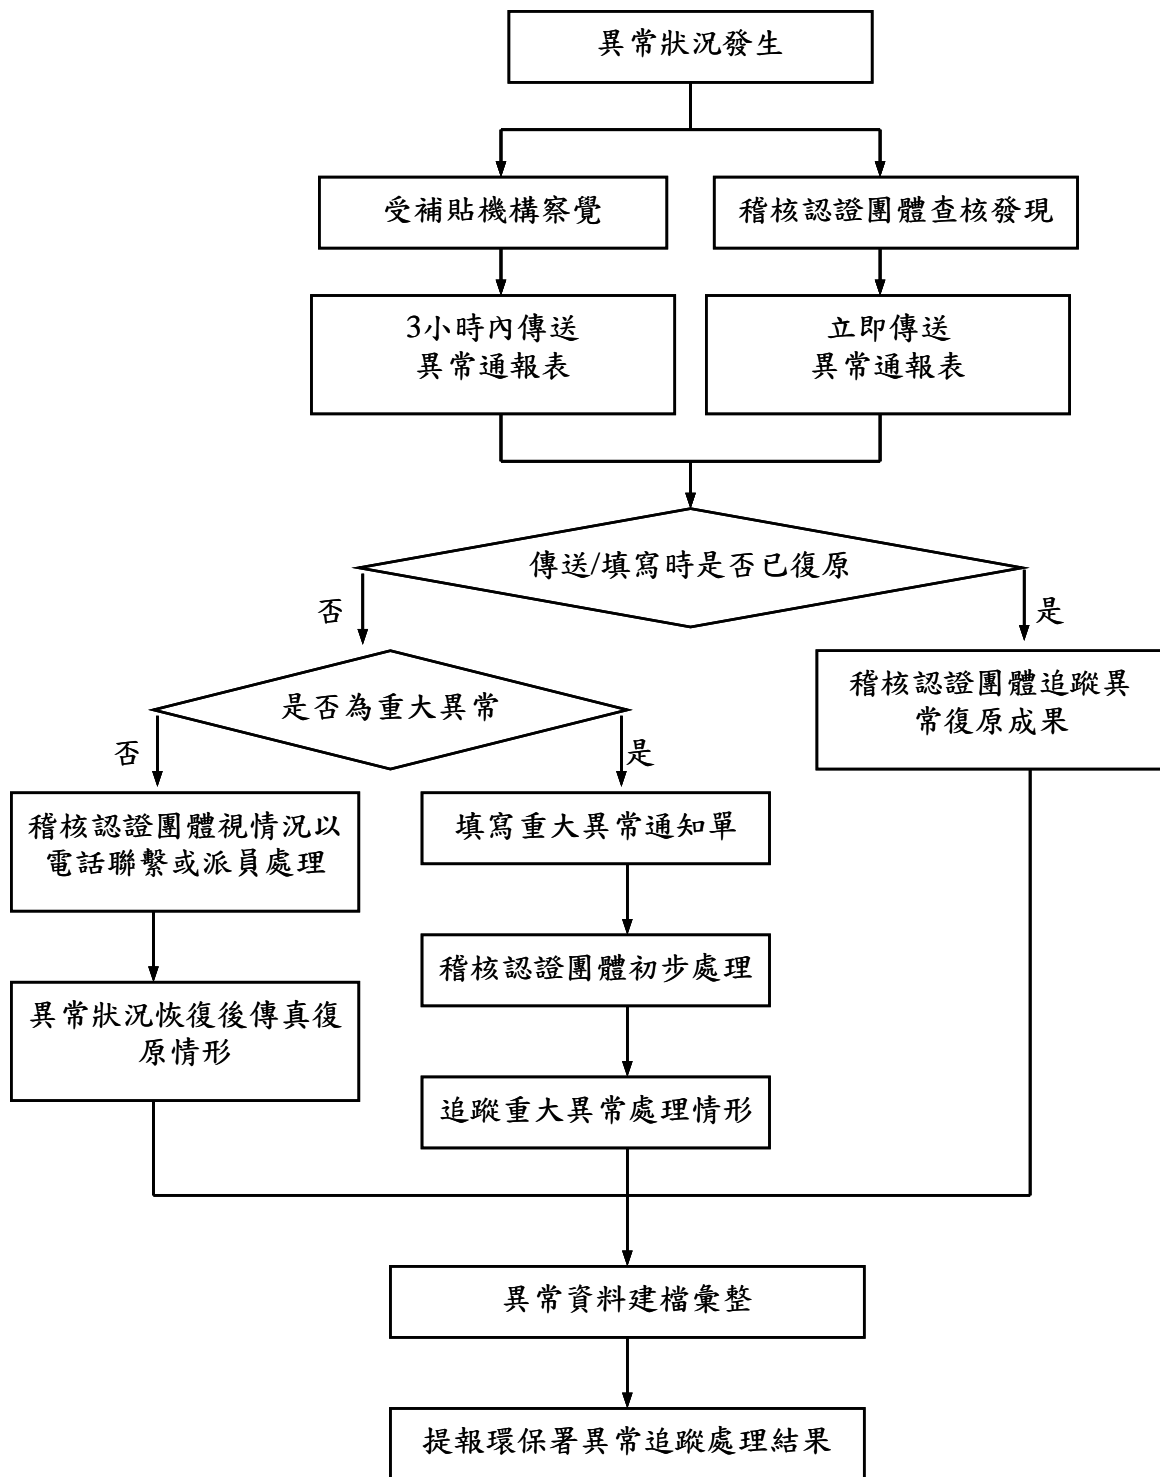 異常狀況發生
受補貼機構察覺
稽核認證團體查核發現
3小時內傳送
異常通報表
立即傳送
異常通報表
傳送/填寫時是否已復原
否
是
是否為重大異常
稽核認證團體追蹤異
常復原成果
否
是
稽核認證團體視情況以
電話聯繫或派員處理
填寫重大異常通知單
稽核認證團體初步處理
異常狀況恢復後傳真復
原情形
追蹤重大異常處理情形
異常資料建檔彙整
提報環保署異常追蹤處理結果